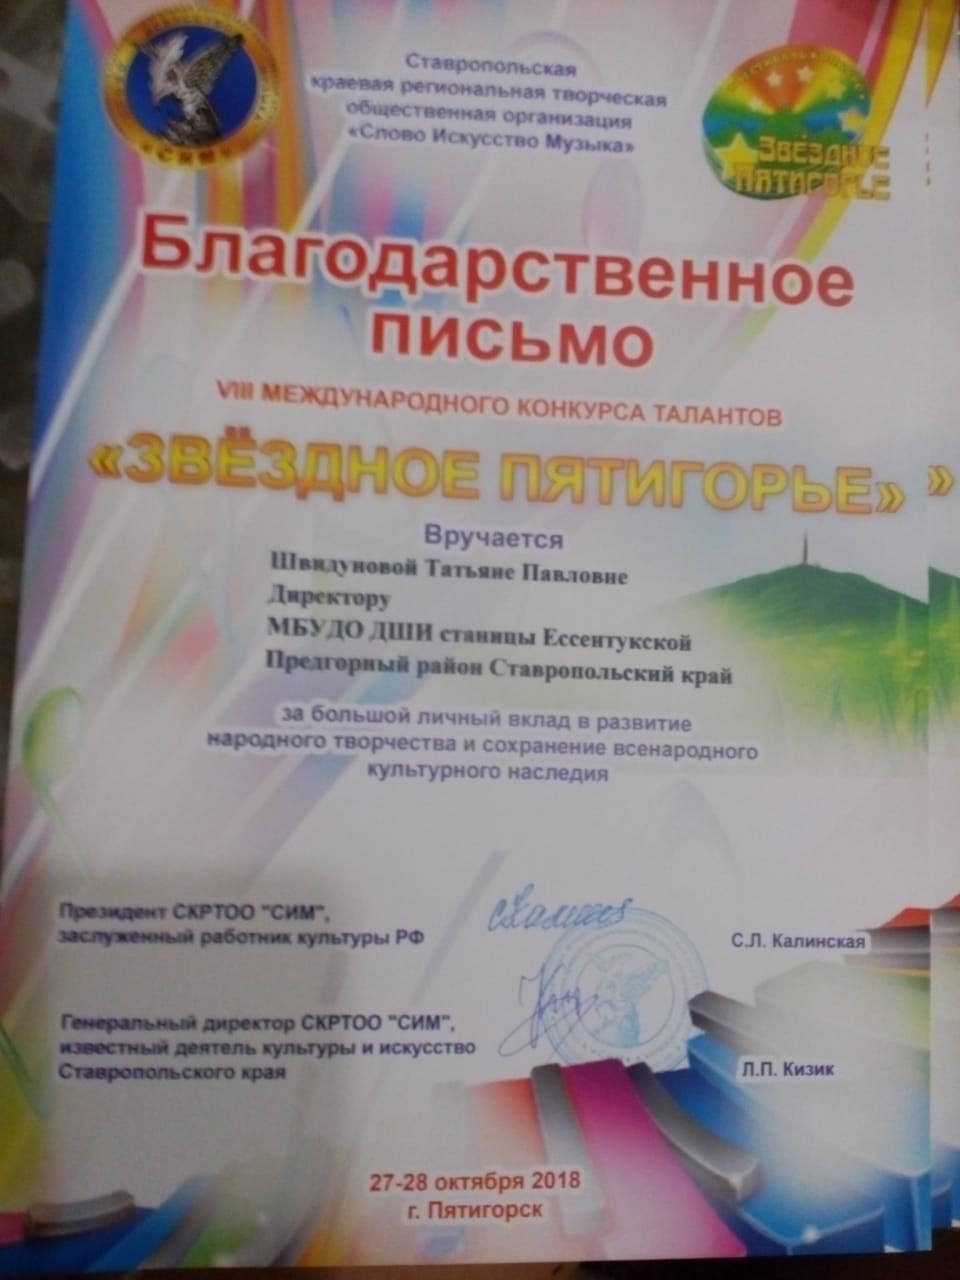 Ставропольская
краевая региональная творческая
общественная организация
«Слово Искусство Музыка»
«СИМ»
ЗВЁЗДНОЕ
ПЯТИГОРЬЕ
Благодарственное
письмо
VIII МЕЖДУНАРОДНОГО КОНКУРСА ТАЛАНТОВ
«ЗВЁЗДНОЕ ПЯТИГОРЬЕ» »
Вручается
Швидуновой Татьяне Павловне
Директору
МБУДО ДШИ станицы Ессентукской
Предгорный район Ставропольский край
за большой личный вклад в развитие
народного творчества и сохранение всенародного
культурного наследия
Президент СКРТОО "СИМ",
заслуженный работник культуры РФ
С.Л. Калинская
Генеральный директор СКРТОО "СИМ",
известный деятель культуры и искусство
Ставропольского края
Л.П. Кизик
27-28 октября 2018
г. Пятигорск